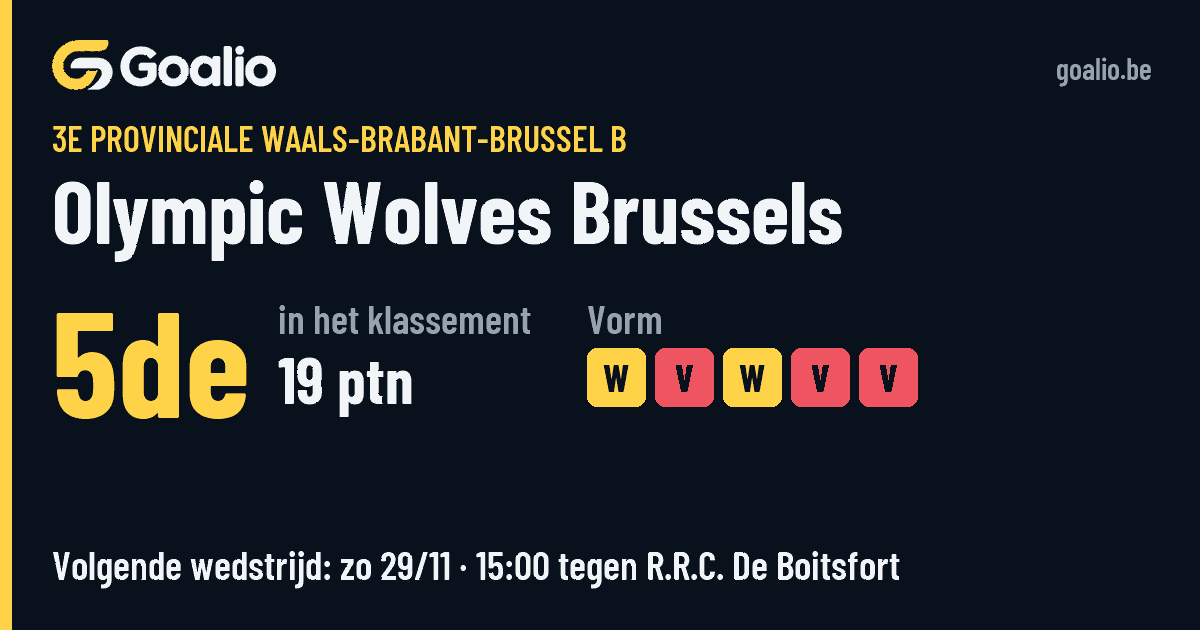 Goalio
goalio.be
3E PROVINCIALE WAALS-BRABANT-BRUSSEL B
Olympic Wolves Brussels
5de
in het klassement
19 ptn
Vorm
W V W V V
Volgende wedstrijd: zo 29/11 · 15:00 tegen R.R.C. De Boitsfort